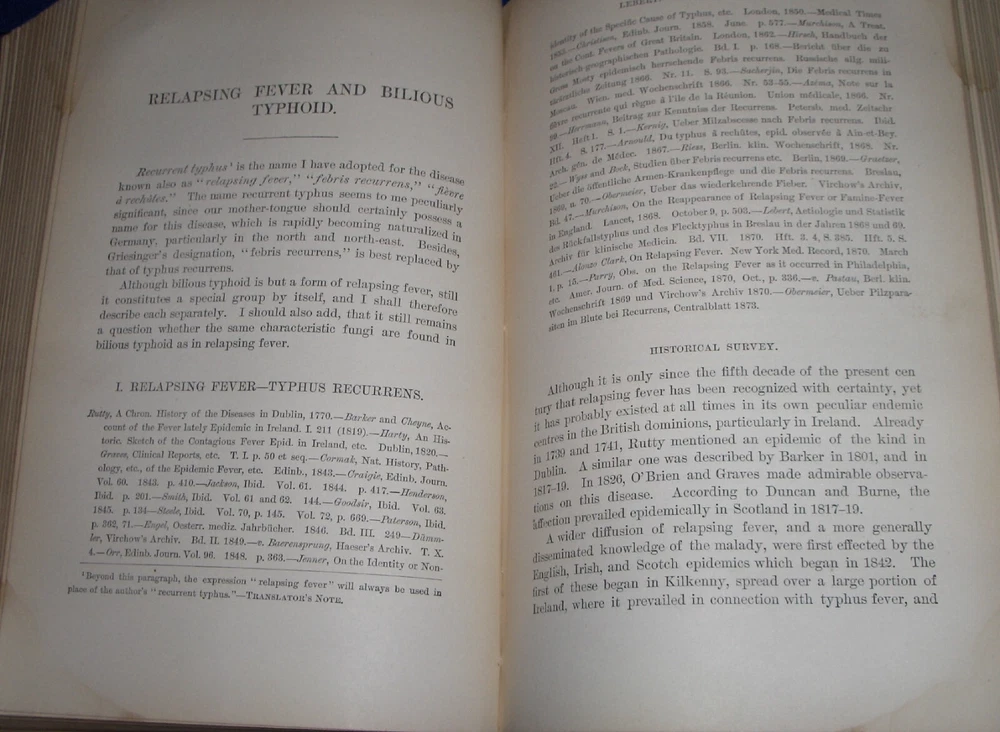 RELAPSING FEVER AND BILIOUS
TYPHOID.
Recurrent typhus¹ is the name I have adopted for the disease
known also as "relapsing fever," "febris recurrens," "fièvre
à rechûtes." The name recurrent typhus seems to me peculiarly
significant, since our mother-tongue should certainly possess a
name for this disease, which is rapidly becoming naturalized in
Germany, particularly in the north and north-east. Besides,
Griesinger's designation, "febris recurrens," is best replaced by
that of typhus recurrens.
Although bilious typhoid is but a form of relapsing fever, still
it constitutes a special group by itself, and I shall therefore
describe each separately. I should also add, that it still remains
a question whether the same characteristic fungi are found in
bilious typhoid as in relapsing fever.
I. RELAPSING FEVER—TYPHUS RECURRENS.
Rutty, A Chron. History of the Diseases in Dublin, 1770.—Barker and Cheyne, Ac-
count of the Fever lately Epidemic in Ireland. I. 211 (1819).—Harty, An His-
toric. Sketch of the Contagious Fever Epid. in Ireland, etc. Dublin, 1820.—
Graves, Clinical Reports, etc. T. I. p. 50 et seq.—Cormak, Nat. History, Path-
ology, etc., of the Epidemic Fever, etc. Edinb., 1843.—Craigie, Edinb. Journ.
Vol. 60. 1843. p. 410.—Jackson, Ibid. Vol. 61. 1844. p. 417.—Henderson,
Ibid. p. 201.—Smith, Ibid. Vol. 61 and 62. 144.—Goodsir, Ibid. Vol. 63.
1845. p. 134—Steele, Ibid. Vol. 70, p. 145. Vol. 72, p. 669.—Paterson, Ibid.
p. 362, 71.—Engel, Oesterr. mediz. Jahrbücher. 1846. Bd. III. 249—Dümm-
ler, Virchow's Archiv. Bd. II. 1849.—v. Baerensprung, Haeser's Archiv. T. X.
4.—Orr, Edinb. Journ. Vol. 96. 1848. p. 363.—Jenner, On the Identity or Non-
¹Beyond this paragraph, the expression "relapsing fever" will always be used in
place of the author's "recurrent typhus."—TRANSLATOR'S NOTE.
identity of the Specific Cause of Typhus, etc. London, 1850.—Medical Times
1855.—Christison, Edinb. Journ. 1850. June. p. 577.—Murchison, A Treat.
on the Cont. Fevers of Great Britain. London, 1862.—Hirsch, Handbuch der
historisch-geographischen Pathologie. Bd. I. p. 168.—Bericht über die zu
Gross Mosty epidemisch herrschende Febris recurrens. Russische allg. mili-
tärärztliche Zeitung 1866. Nr. 11. S. 93.—Sacherjin, Die Febris recurrens in
Moscau. Wien. med. Wochenschrift 1866. Nr. 53-55.—Azéma, Note sur la
fièvre recurrente qui règne à l'ile de la Réunion. Union médicale, 1866. Nr.
90.—Herrmann, Beitrag zur Kenntniss der Recurrens. Petersb. med. Zeitschr
XII. Heft I. S. 1.—Kernig, Ueber Milzabscesse nach Febris recurrens. Ibid.
Hft. 4. S. 177.—Arnould, Du typhus à rechûtes, epid. observée à Ain-et-Bey.
Arch. gén. de Médec. 1867.—Riess, Berlin. klin. Wochenschrift, 1868. Nr.
22.—Wyss and Bock, Studien über Febris recurrens etc. Berlin, 1869.—Graetzer,
Ueber die öffentliche Armen-Krankenpflege und die Febris recurrens. Breslau,
1869, u. 70.—Obermeier, Ueber das wiederkehrende Fieber. Virchow's Archiv,
Bd. 47.—Murchison, On the Reappearance of Relapsing Fever or Famine-Fever
in England. Lancet, 1868. October 9, p. 503.—Lebert, Aetiologie und Statistik
des Rückfallstyphus und des Flecktyphus in Breslau in der Jahren 1868 und 69.
Archiv für klinische Medicin. Bd. VII. 1870. Hft. 3. 4, S. 385. Hft. 5. S.
461.—Alonzo Clark, On Relapsing Fever. New York Med. Record, 1870. March
1. p. 15.—Parry, Obs. on the Relapsing Fever as it occurred in Philadelphia,
etc. Amer. Journ. of Med. Science, 1870, Oct., p. 336.—v. Pastau, Berl. klin.
Wochenschrift 1869 und Virchow's Archiv 1870.—Obermeier, Ueber Pilzpara-
siten im Blute bei Recurrens, Centralblatt 1873.
HISTORICAL SURVEY.
Although it is only since the fifth decade of the present cen
tury that relapsing fever has been recognized with certainty, yet
it has probably existed at all times in its own peculiar endemic
centres in the British dominions, particularly in Ireland. Already
in 1739 and 1741, Rutty mentioned an epidemic of the kind in
Dublin. A similar one was described by Barker in 1801, and in
1817-19. In 1826, O'Brien and Graves made admirable observa-
tions on this disease. According to Duncan and Burne, the
affection prevailed epidemically in Scotland in 1817-19.
A wider diffusion of relapsing fever, and a more generally
disseminated knowledge of the malady, were first effected by the
English, Irish, and Scotch epidemics which began in 1842. The
first of these began in Kilkenny, spread over a large portion of
Ireland, where it prevailed in connection with typhus fever, and